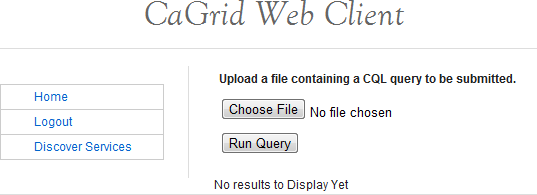 CaGrid Web Client
Home
Logout
Discover Services
Upload a file containing a CQL query to be submitted.
Choose File No file chosen
Run Query
No results to Display Yet